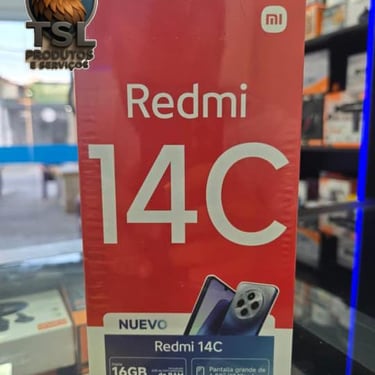 TSL
PRODUTOS
E SERVIÇOS
mi
Redmi
14C
NUEVO
Redmi 14C
16GB
Pantalla grande de